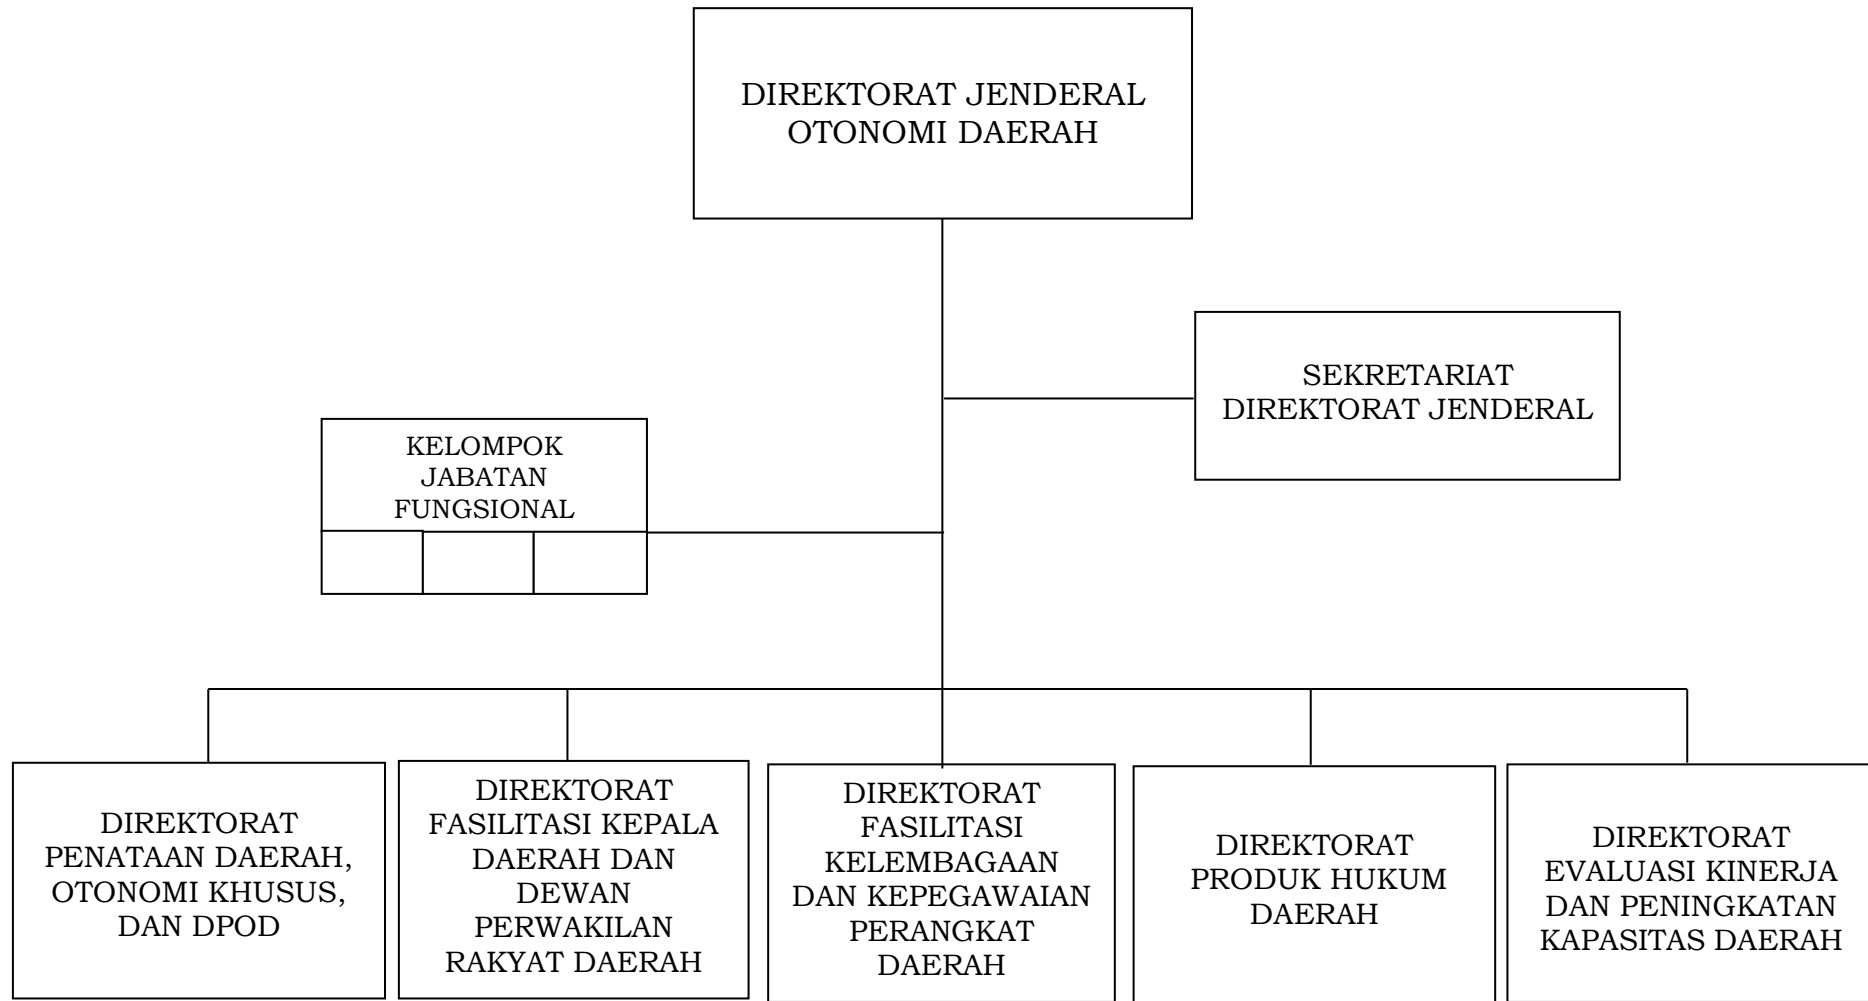 DIREKTORAT JENDERAL
OTONOMI DAERAH
SEKRETARIAT
DIREKTORAT JENDERAL
KELOMPOK
JABATAN
FUNGSIONAL
DIREKTORAT
PENATAAN DAERAH,
OTONOMI KHUSUS,
DAN DPOD
DIREKTORAT
FASILITASI KEPALA
DAERAH DAN
DEWAN
PERWAKILAN
RAKYAT DAERAH
DIREKTORAT
FASILITASI
KELEMBAGAAN
DAN KEPEGAWAIAN
PERANGKAT
DAERAH
DIREKTORAT
PRODUK HUKUM
DAERAH
DIREKTORAT
EVALUASI KINERJA
DAN PENINGKATAN
KAPASITAS DAERAH